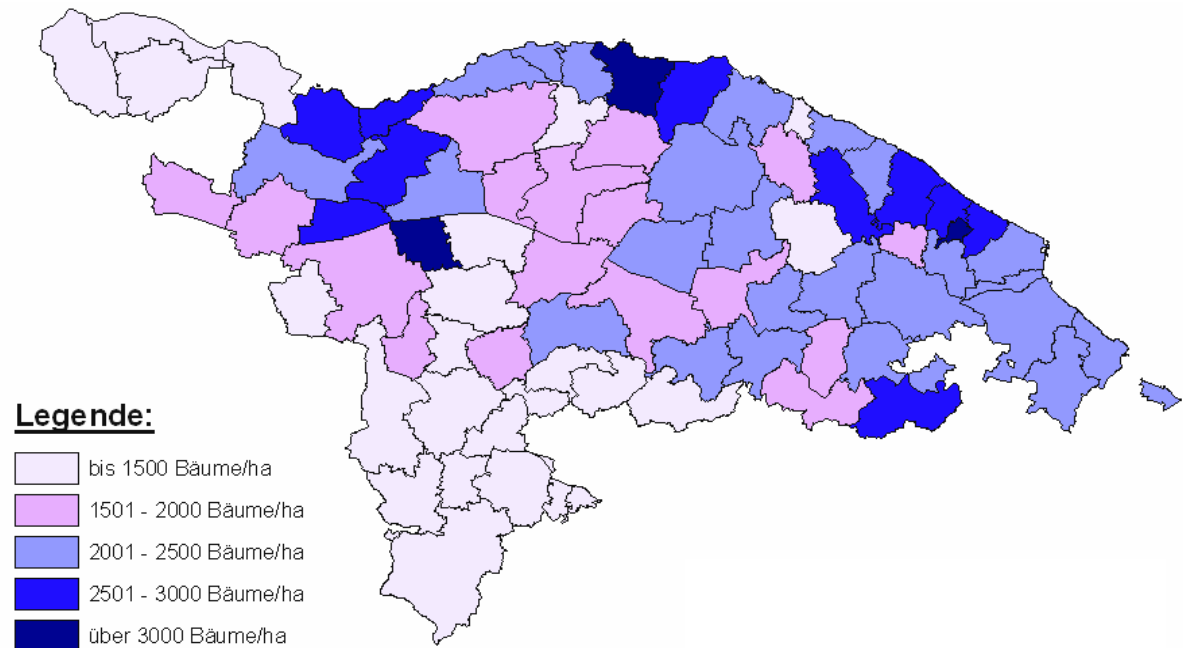 Legende:
bis 1500 Bäume/ha
1501 - 2000 Bäume/ha
2001 - 2500 Bäume/ha
2501 - 3000 Bäume/ha
über 3000 Bäume/ha